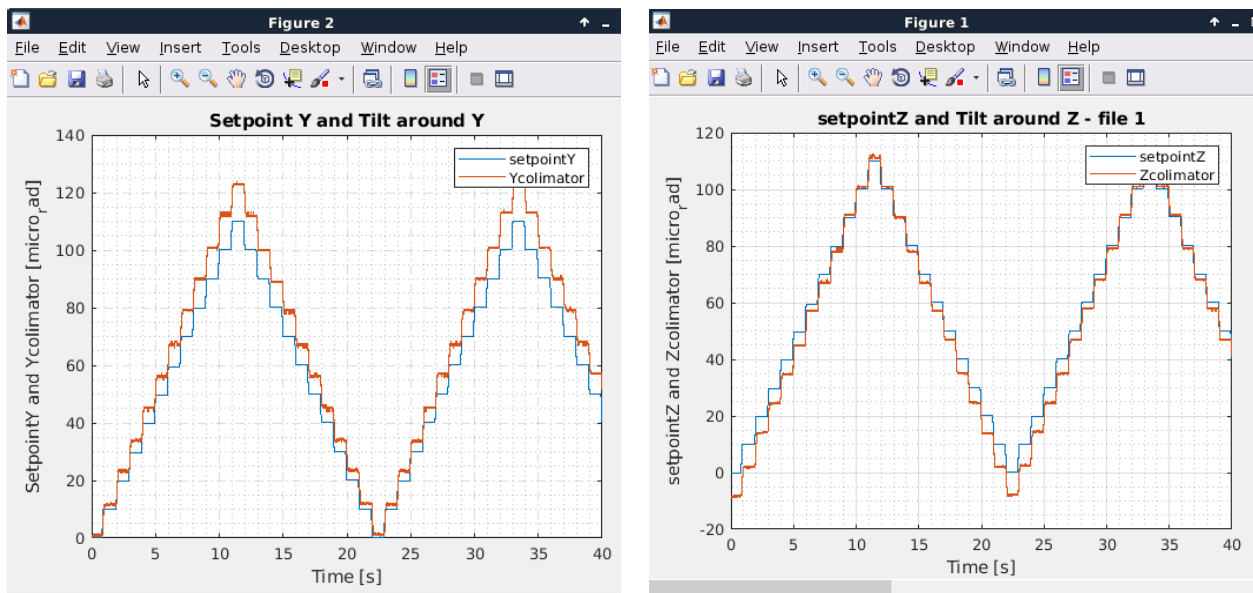 Figure 2
File Edit View Insert Tools Desktop Window Help
Setpoint Y and Tilt around Y
setpointY
Ycolimator
SetpointY and Ycolimator [micro_rad]
140
120
100
80
60
40
20
0
0 5 10 15 20 25 30 35 40
Time [s]
Figure 1
File Edit View Insert Tools Desktop Window Help
setpointZ and Tilt around Z - file 1
setpointZ
Zcolimator
setpointZ and Zcolimator [micro_rad]
120
100
80
60
40
20
0
-20
0 5 10 15 20 25 30 35 40
Time [s]